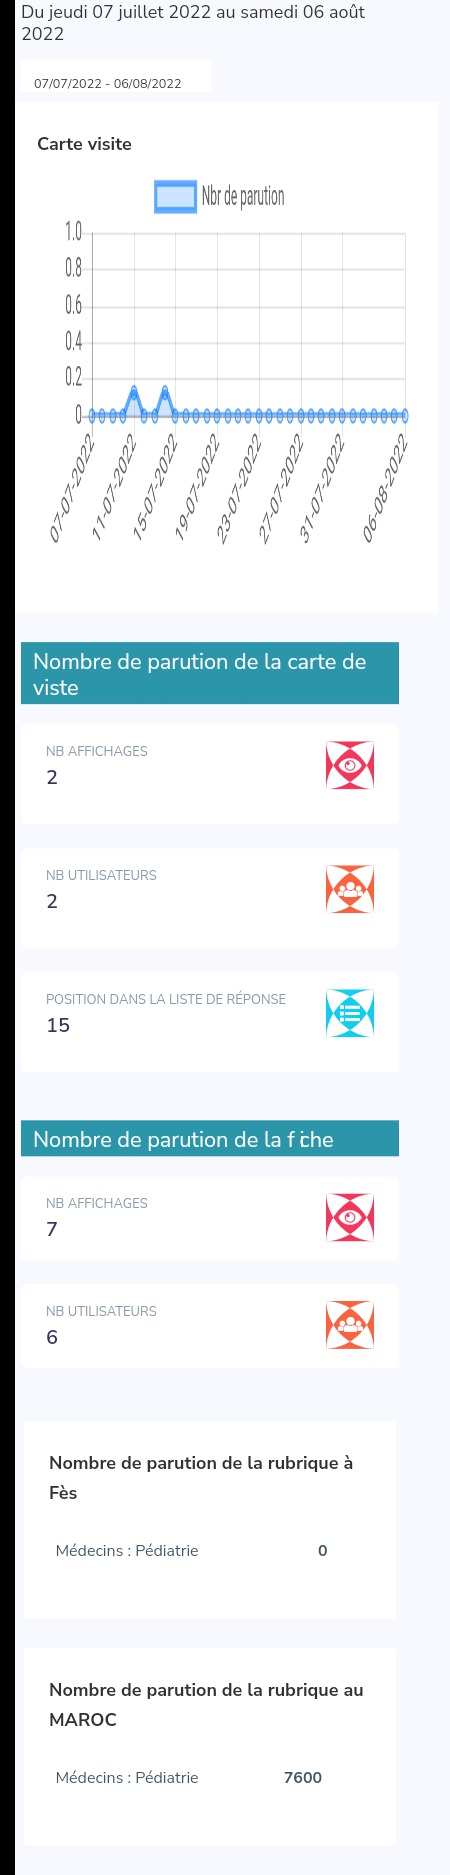 Du jeudi 07 juillet 2022 au samedi 06 août
2022
07/07/2022 - 06/08/2022
Carte visite
Nbr de parution
1.0
0.8
0.6
0.4
0.2
0
07-07-2022
11-07-2022
15-07-2022
19-07-2022
23-07-2022
27-07-2022
31-07-2022
06-08-2022
Nombre de parution de la carte de
viste
NB AFFICHAGES
2
NB UTILISATEURS
2
POSITION DANS LA LISTE DE RÉPONSE
15
Nombre de parution de la fiche
NB AFFICHAGES
7
NB UTILISATEURS
6
Nombre de parution de la rubrique à
Fès
Médecins : Pédiatrie 0
Nombre de parution de la rubrique au
MAROC
Médecins : Pédiatrie 7600